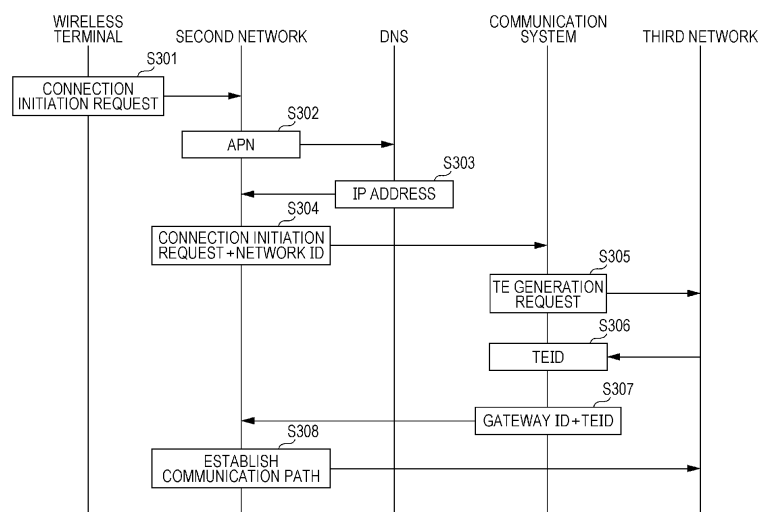 WIRELESS
TERMINAL
SECOND NETWORK
DNS
COMMUNICATION
SYSTEM
THIRD NETWORK
S301
CONNECTION
INITIATION REQUEST
S302
APN
S303
IP ADDRESS
S304
CONNECTION INITIATION
REQUEST+NETWORK ID
S305
TE GENERATION
REQUEST
S306
TEID
S307
GATEWAY ID+TEID
S308
ESTABLISH
COMMUNICATION PATH